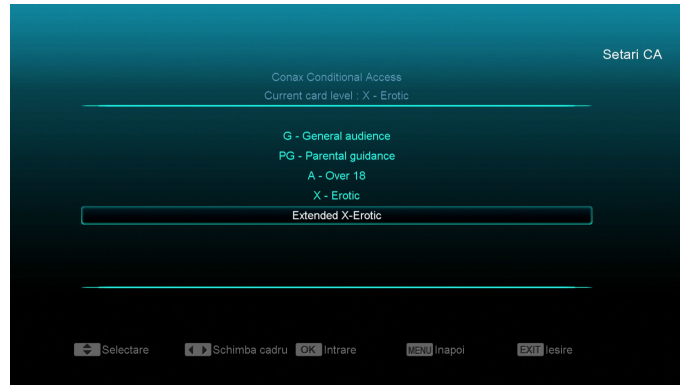 Setari CA
Conax Conditional Access
Current card level : X - Erotic
G - General audience
PG - Parental guidance
A - Over 18
X - Erotic
Extended X-Erotic
Selectare Schimba cadru OK Intrare MENU Inapoi EXIT Iesire